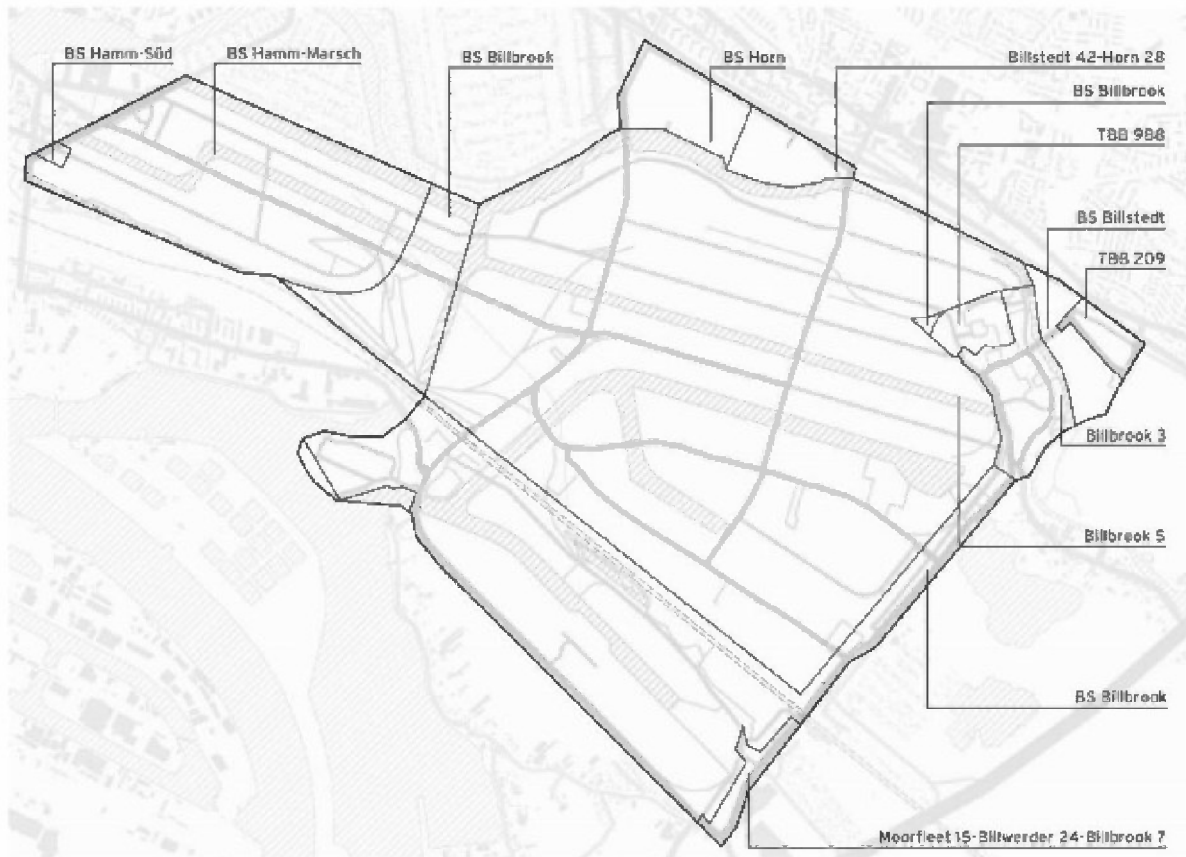 BS Hamm-Süd
BS Hamm-Marsch
BS Billbrook
BS Horn
Billstedt 42-Horn 28
BS Billbrook
TBB 988
BS Billstedt
TBB 209
Billbrook 3
Billbrook 5
BS Billbrook
Moorfleet 15-Billwerder 24-Billbrook 7